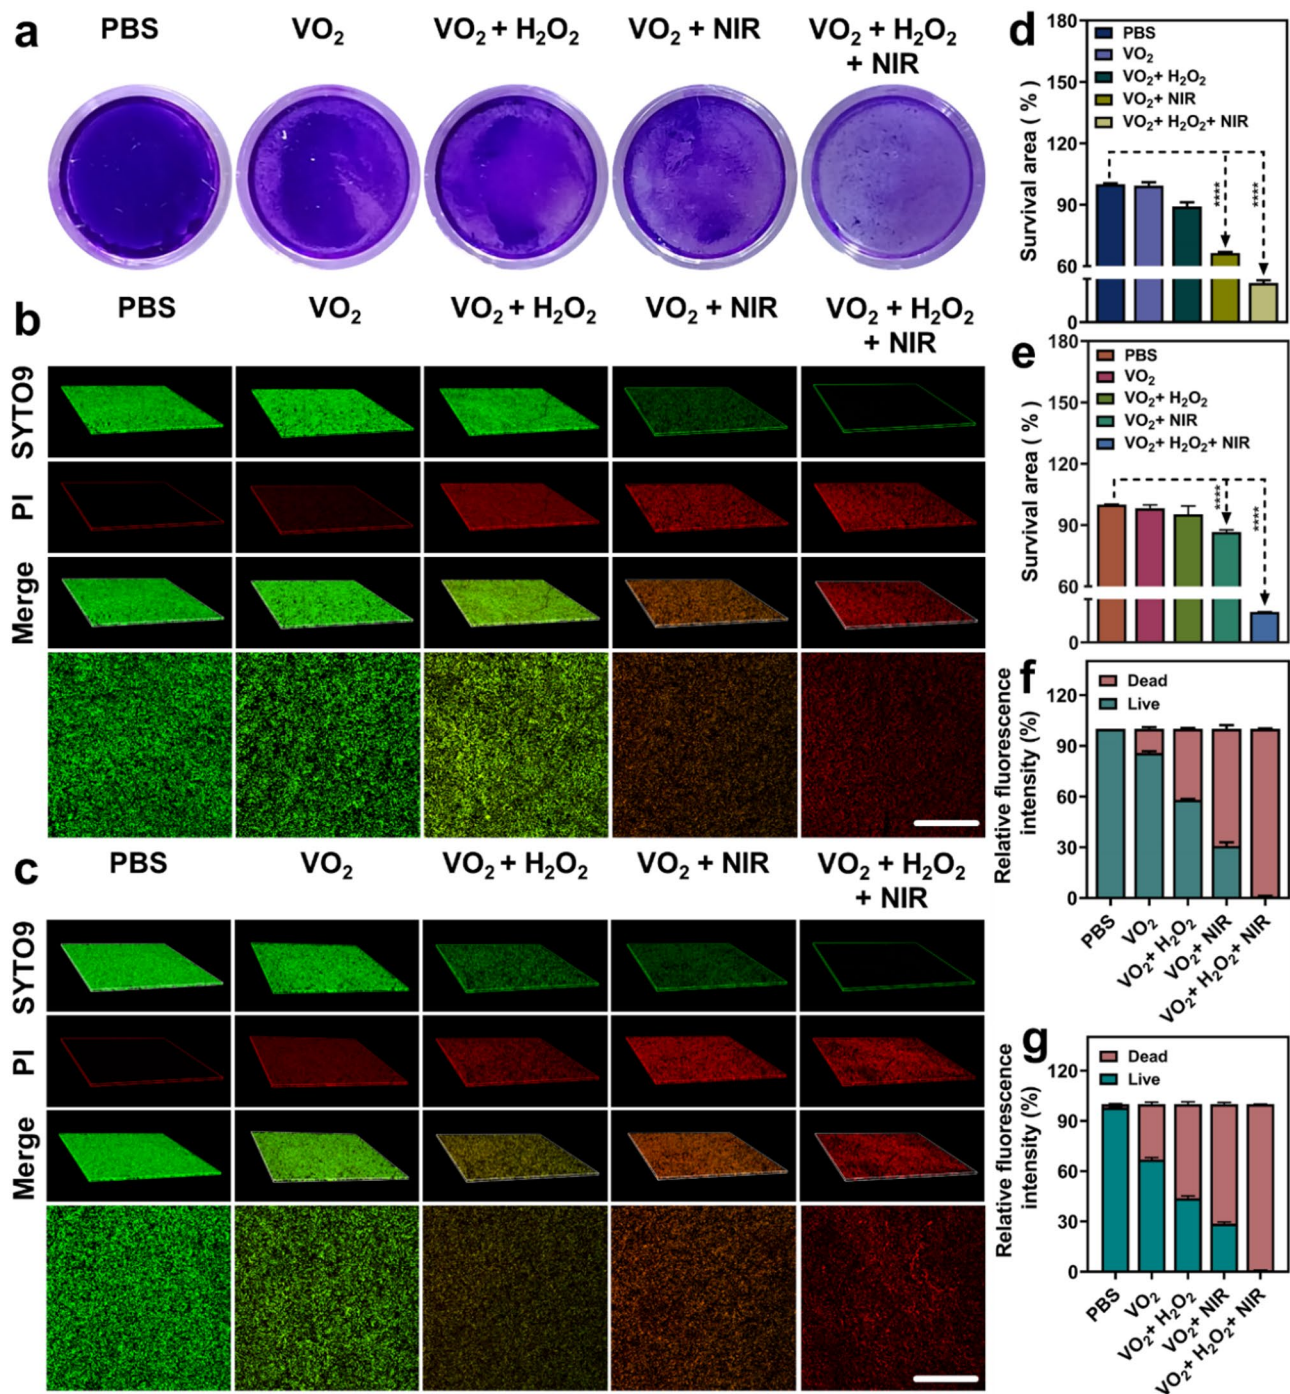 a
PBS
VO₂
VO₂ + H₂O₂
VO₂ + NIR
VO₂ + H₂O₂
+ NIR
b
PBS
VO₂
VO₂ + H₂O₂
VO₂ + NIR
VO₂ + H₂O₂
+ NIR
SYTO9
PI
Merge
c
PBS
VO₂
VO₂ + H₂O₂
VO₂ + NIR
VO₂ + H₂O₂
+ NIR
SYTO9
PI
Merge
d
Survival area ( % )
180
150
120
90
60
0
PBS
VO₂
VO₂+ H₂O₂
VO₂+ NIR
VO₂+ H₂O₂+ NIR
****
****
e
Survival area ( % )
180
150
120
90
60
0
PBS
VO₂
VO₂+ H₂O₂
VO₂+ NIR
VO₂+ H₂O₂+ NIR
****
****
f
Relative fluorescence
intensity (%)
120
90
60
30
0
Dead
Live
PBS
VO₂
VO₂+ H₂O₂
VO₂+ NIR
VO₂+ H₂O₂+ NIR
g
Relative fluorescence
intensity (%)
120
90
60
30
0
Dead
Live
PBS
VO₂
VO₂+ H₂O₂
VO₂+ NIR
VO₂+ H₂O₂+ NIR